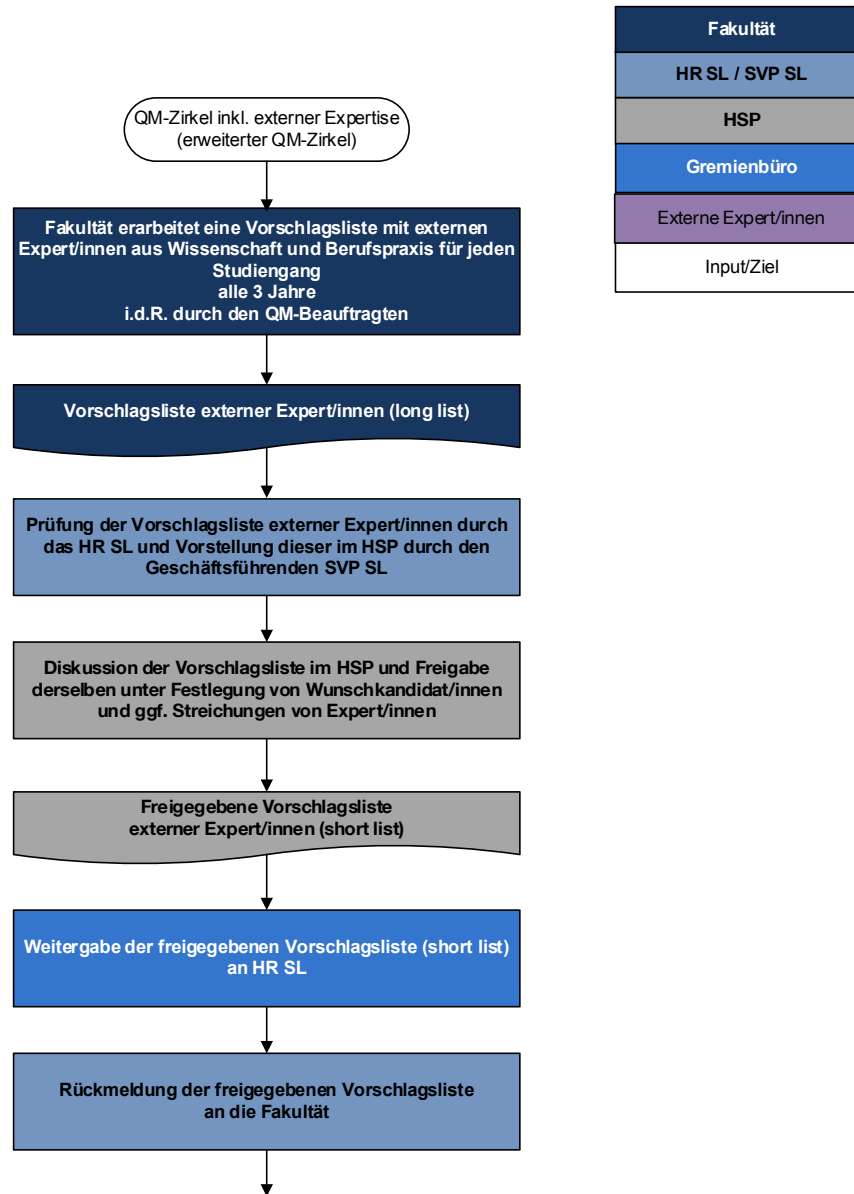 Fakultät
HR SL / SVP SL
HSP
Gremienbüro
Externe Expert/innen
Input/Ziel
QM-Zirkel inkl. externer Expertise
(erweiterter QM-Zirkel)
Fakultät erarbeitet eine Vorschlagsliste mit externen
Expert/innen aus Wissenschaft und Berufspraxis für jeden
Studiengang
alle 3 Jahre
i.d.R. durch den QM-Beauftragten
Vorschlagsliste externer Expert/innen (long list)
Prüfung der Vorschlagsliste externer Expert/innen durch
das HR SL und Vorstellung dieser im HSP durch den
Geschäftsführenden SVP SL
Diskussion der Vorschlagsliste im HSP und Freigabe
derselben unter Festlegung von Wunschkandidat/innen
und ggf. Streichungen von Expert/innen
Freigegebene Vorschlagsliste
externer Expert/innen (short list)
Weitergabe der freigegebenen Vorschlagsliste (short list)
an HR SL
Rückmeldung der freigegebenen Vorschlagsliste
an die Fakultät